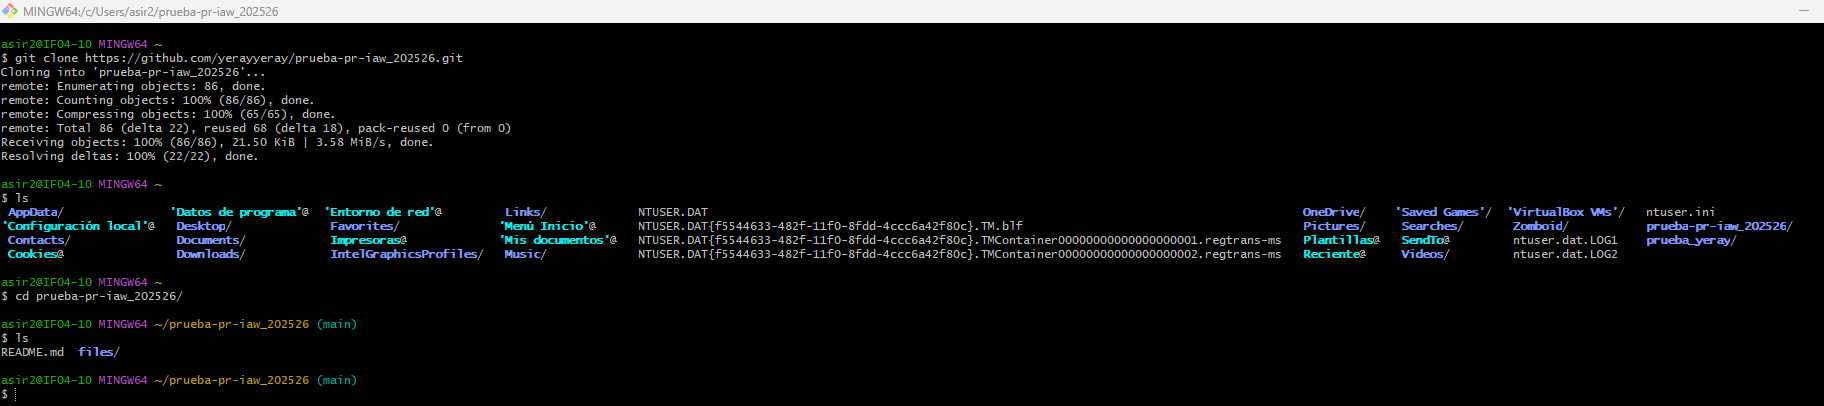 MINGW64:/c/Users/asir2/prueba-pr-iaw_202526
asir2@IF04-10 MINGW64 ~
$ git clone https://github.com/yerayyeray/prueba-pr-iaw_202526.git
Cloning into 'prueba-pr-iaw_202526'...
remote: Enumerating objects: 86, done.
remote: Counting objects: 100% (86/86), done.
remote: Compressing objects: 100% (65/65), done.
remote: Total 86 (delta 22), reused 68 (delta 18), pack-reused 0 (from 0)
Receiving objects: 100% (86/86), 21.50 KiB | 3.58 MiB/s, done.
Resolving deltas: 100% (22/22), done.
asir2@IF04-10 MINGW64 ~
$ ls
AppData/ 'Datos de programa'@ 'Entorno de red'@ Links/ NTUSER.DAT OneDrive/ 'Saved Games'/ 'VirtualBox VMs'/ ntuser.ini
'Configuración local'@ Desktop/ Favorites/ 'Menú Inicio'@ NTUSER.DAT{f5544633-482f-11f0-8fdd-4ccc6a42f80c}.TM.blf Pictures/ Searches/ Zomboid/ prueba-pr-iaw_202526/
Contacts/ Documents/ Impresoras@ 'Mis documentos'@ NTUSER.DAT{f5544633-482f-11f0-8fdd-4ccc6a42f80c}.TMContainer00000000000000000001.regtrans-ms Plantillas@ SendTo@ ntuser.dat.LOG1 prueba_yeray/
Cookies@ Downloads/ IntelGraphicsProfiles/ Music/ NTUSER.DAT{f5544633-482f-11f0-8fdd-4ccc6a42f80c}.TMContainer00000000000000000002.regtrans-ms Reciente@ Videos/ ntuser.dat.LOG2
asir2@IF04-10 MINGW64 ~
$ cd prueba-pr-iaw_202526/
asir2@IF04-10 MINGW64 ~/prueba-pr-iaw_202526 (main)
$ ls
README.md files/
asir2@IF04-10 MINGW64 ~/prueba-pr-iaw_202526 (main)
$